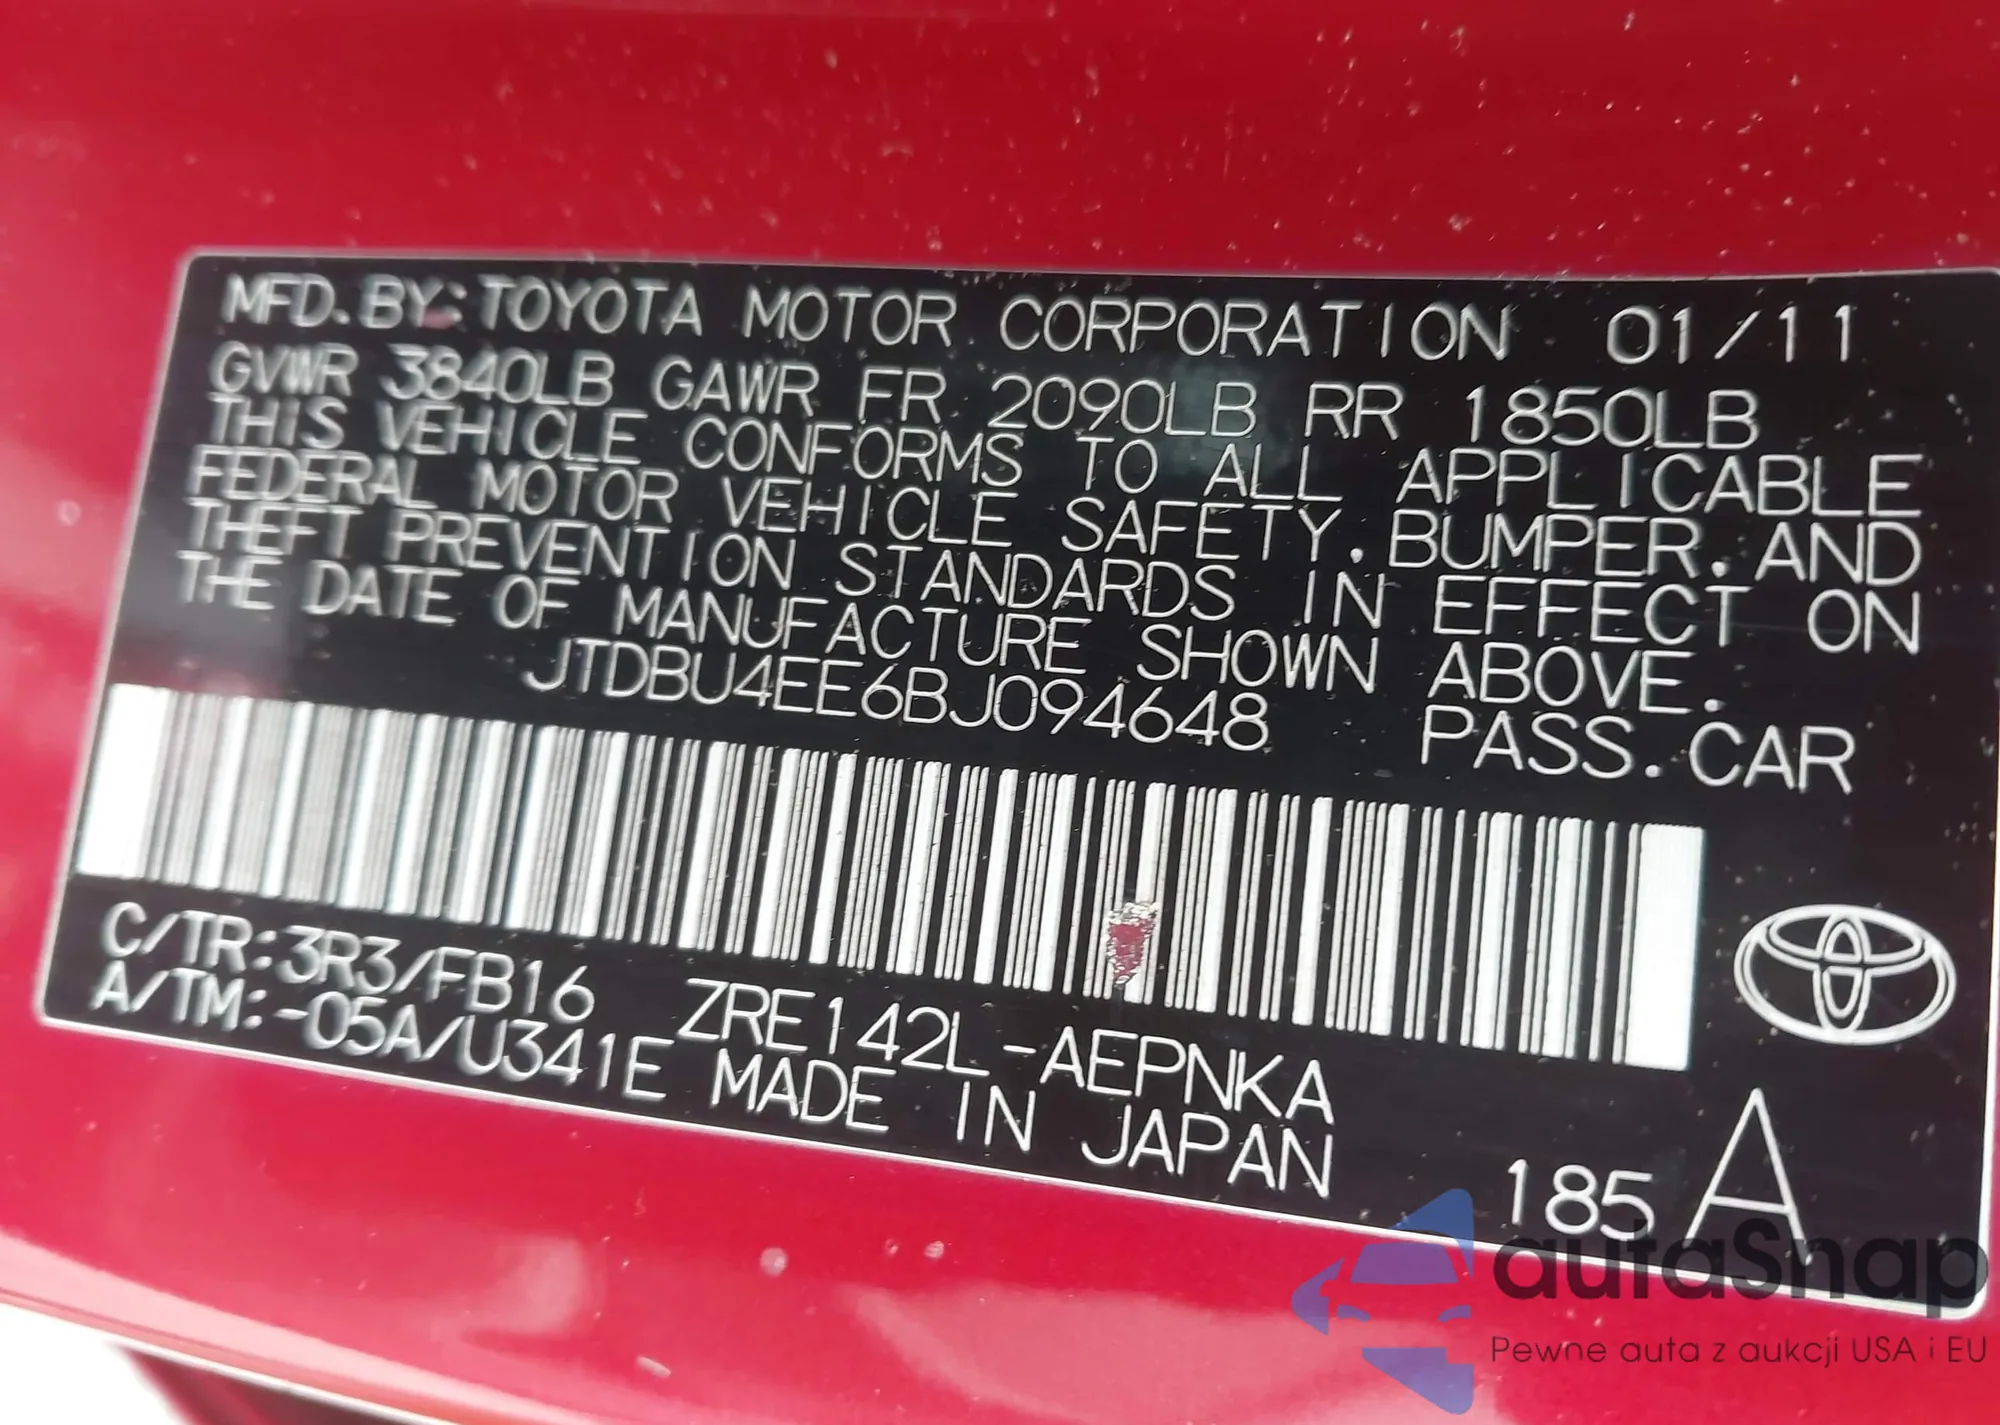 MFD.BY:TOYOTA MOTOR CORPORATION 01/11
GVWR 3840LB GAWR FR 2090LB RR 1850LB
THIS VEHICLE CONFORMS TO ALL APPLICABLE
FEDERAL MOTOR VEHICLE SAFETY.BUMPER.AND
THEFT PREVENTION STANDARDS IN EFFECT ON
THE DATE OF MANUFACTURE SHOWN ABOVE.
JTDBU4EE6BJ094648 PASS.CAR
C/TR:3R3/FB16 ZRE142L-AEPNKA
A/TM:-05A/U341E MADE IN JAPAN
185 A
autaSnap
Pewne auta z aukcji USA i EU